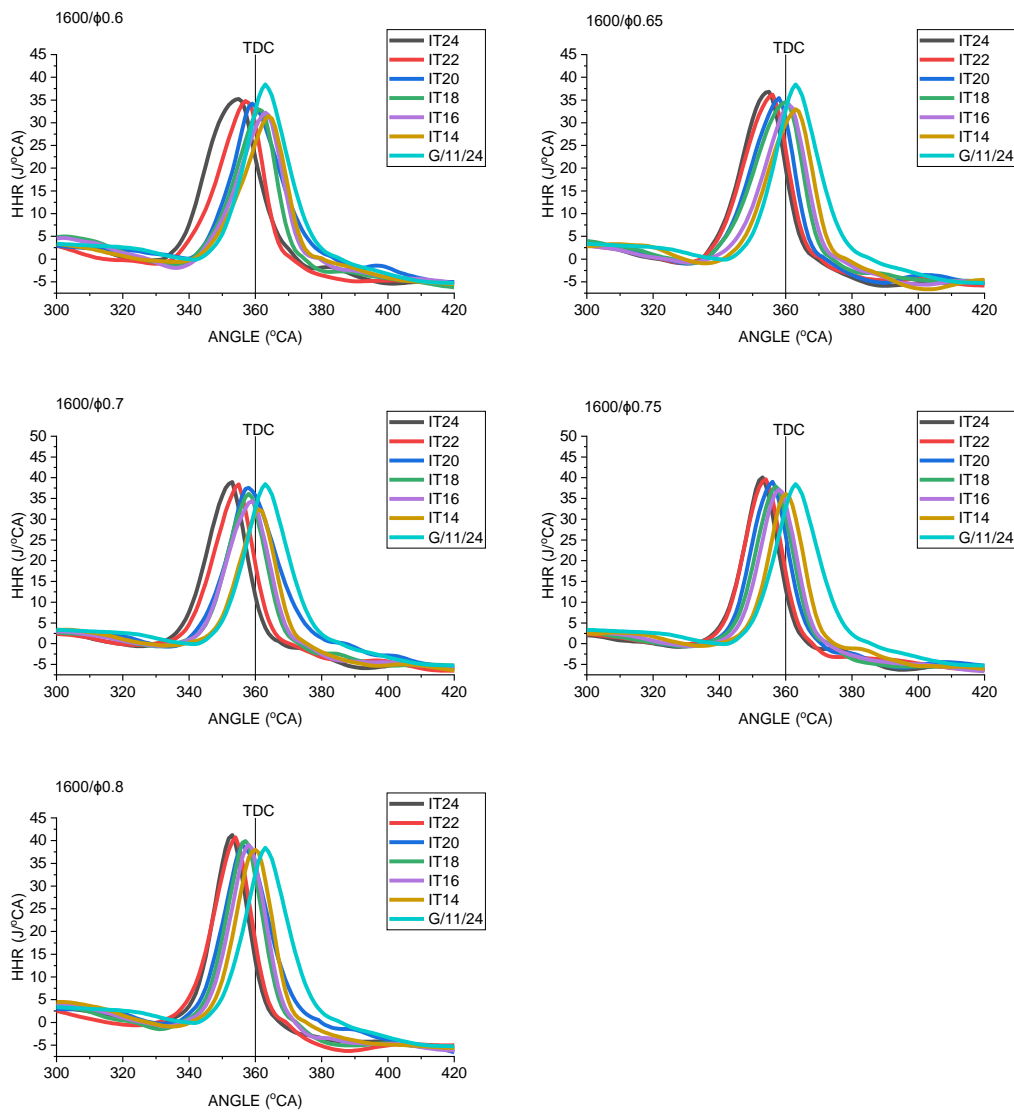 1600/ϕ0.6
TDC
IT24
IT22
IT20
IT18
IT16
IT14
G/11/24
HHR (J/ºCA)
45
40
35
30
25
20
15
10
5
0
-5
300 320 340 360 380 400 420
ANGLE (ºCA)
1600/ϕ0.65
TDC
IT24
IT22
IT20
IT18
IT16
IT14
G/11/24
HHR (J/ºCA)
45
40
35
30
25
20
15
10
5
0
-5
300 320 340 360 380 400 420
ANGLE (ºCA)
1600/ϕ0.7
TDC
IT24
IT22
IT20
IT18
IT16
IT14
G/11/24
HHR (J/ºCA)
50
45
40
35
30
25
20
15
10
5
0
-5
300 320 340 360 380 400 420
ANGLE (ºCA)
1600/ϕ0.75
TDC
IT24
IT22
IT20
IT18
IT16
IT14
G/11/24
HHR (J/ºCA)
50
45
40
35
30
25
20
15
10
5
0
-5
300 320 340 360 380 400 420
ANGLE (ºCA)
1600/ϕ0.8
TDC
IT24
IT22
IT20
IT18
IT16
IT14
G/11/24
HHR (J/ºCA)
45
40
35
30
25
20
15
10
5
0
-5
300 320 340 360 380 400 420
ANGLE (ºCA)